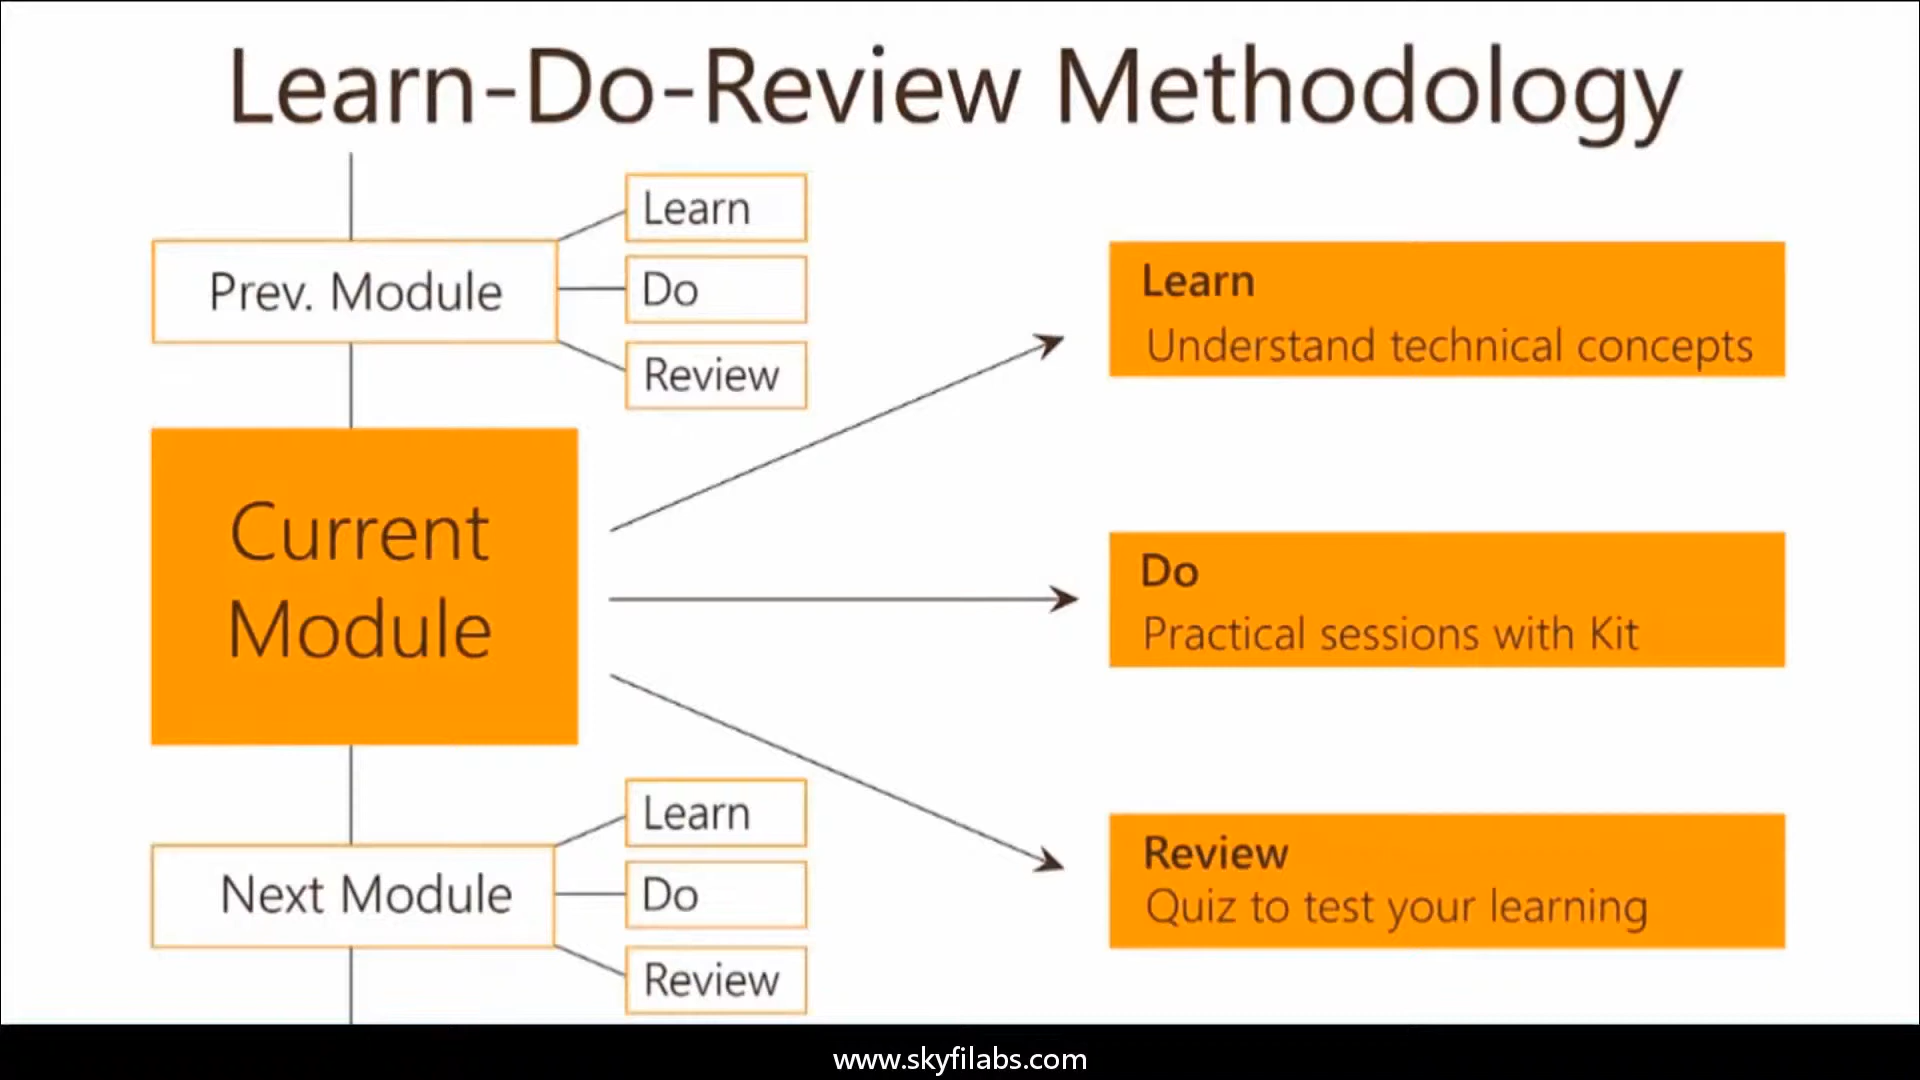 Learn-Do-Review Methodology
Prev. Module
Learn
Do
Review
Current
Module
Learn
Understand technical concepts
Do
Practical sessions with Kit
Review
Quiz to test your learning
Next Module
Learn
Do
Review
www.skyfilabs.com